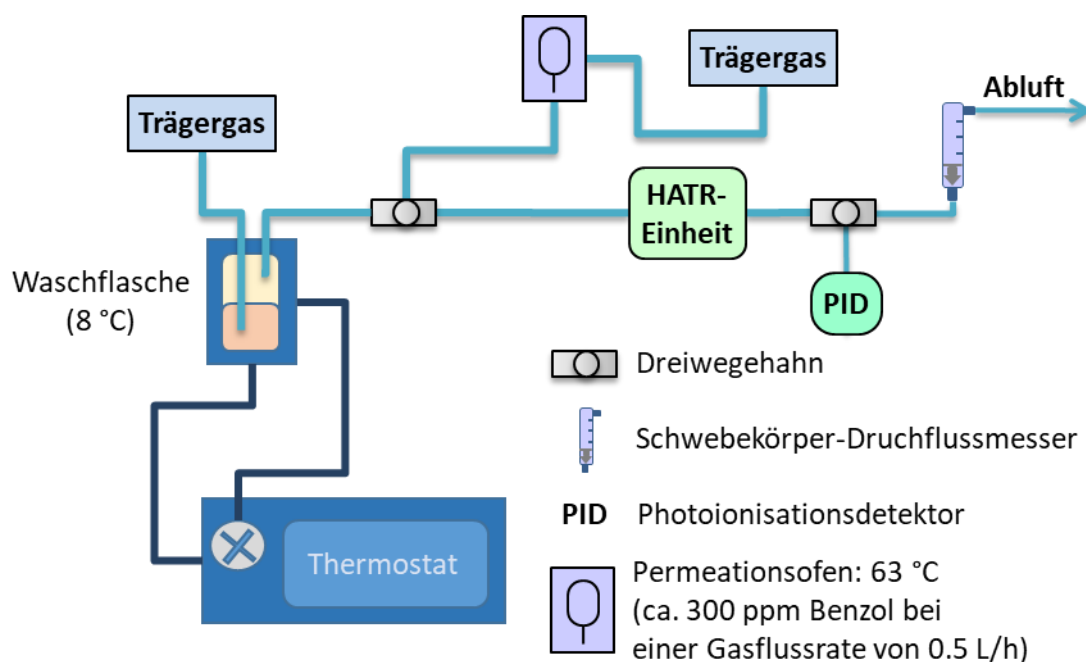 Trägergas
Abluft
Trägergas
HATR-
Einheit
Waschflasche
(8 °C)
PID
Dreiwegehahn
Schwebekörper-Druchflussmesser
PID Photoionisationsdetektor
Thermostat
Permeationsofen: 63 °C
(ca. 300 ppm Benzol bei
einer Gasflussrate von 0.5 L/h)